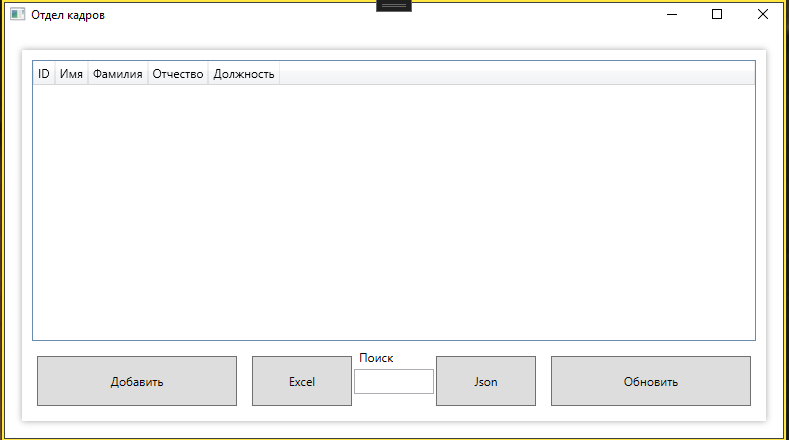 Отдел кадров
ID Имя Фамилия Отчество Должность
Поиск
Добавить Excel Json Обновить